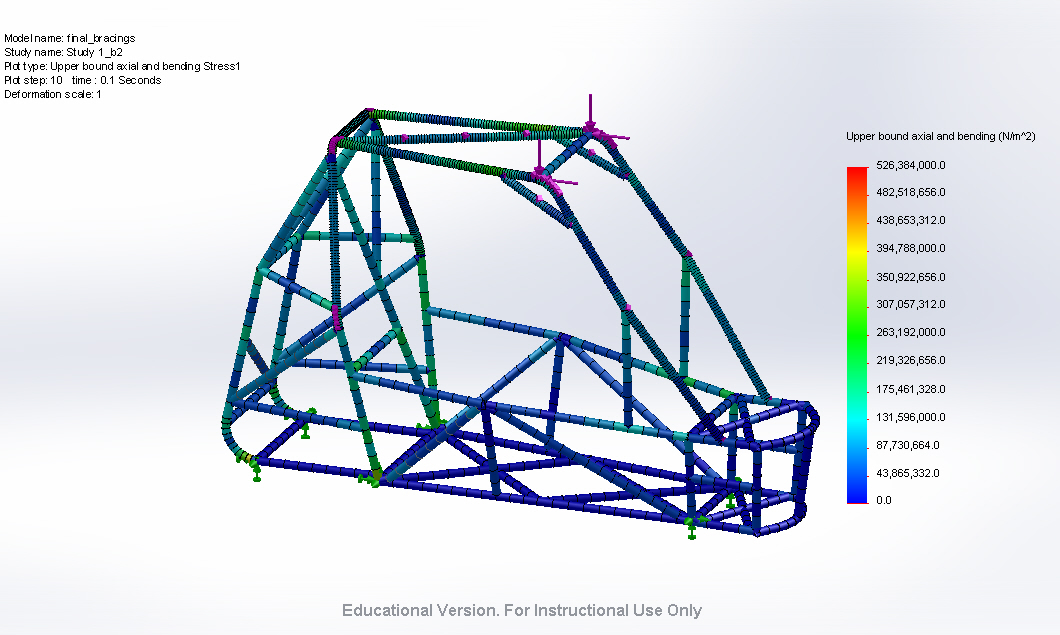 Model name: final_bracings
Study name: Study 1_b2
Plot type: Upper bound axial and bending Stress1
Plot step: 10 time : 0.1 Seconds
Deformation scale: 1
Upper bound axial and bending (N/m^2)
526,384,000.0
482,518,656.0
438,653,312.0
394,788,000.0
350,922,656.0
307,057,312.0
263,192,000.0
219,326,656.0
175,461,328.0
131,596,000.0
87,730,664.0
43,865,332.0
0.0
Educational Version. For Instructional Use Only